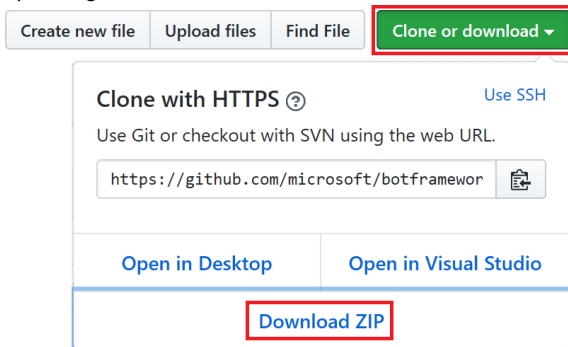 Create new file Upload files Find File Clone or download
Clone with HTTPS ? Use SSH
Use Git or checkout with SVN using the web URL.
https://github.com/microsoft/botframewor
Open in Desktop Open in Visual Studio
Download ZIP